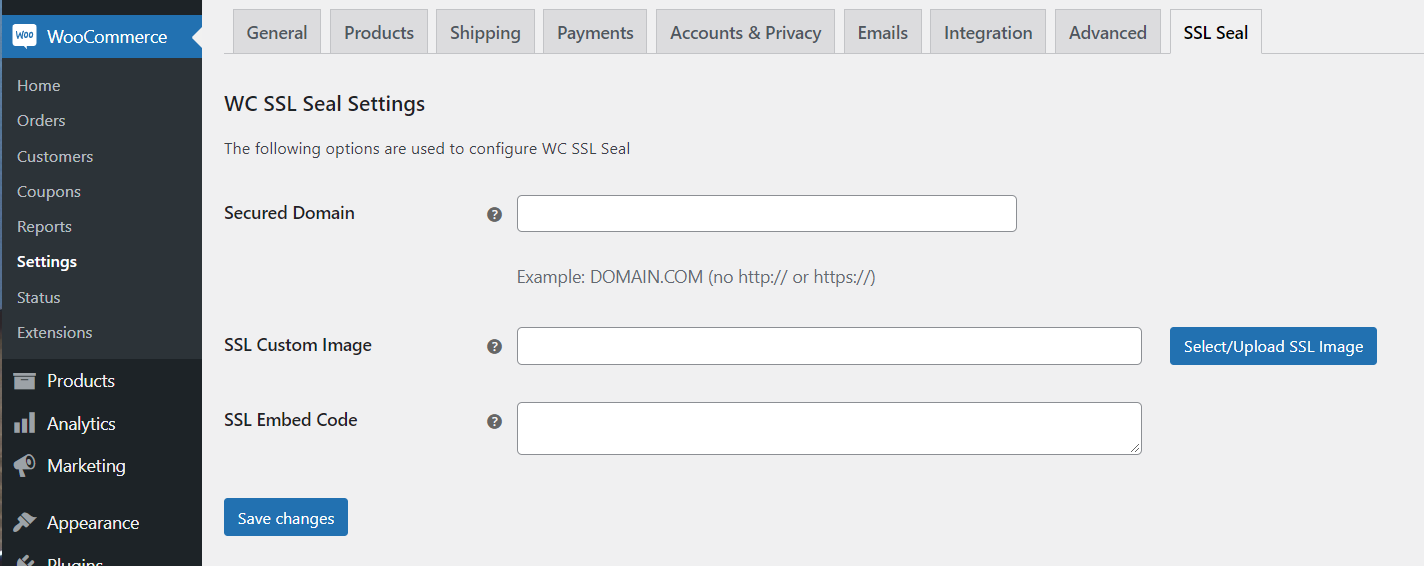 Woo WooCommerce
Home
Orders
Customers
Coupons
Reports
Settings
Status
Extensions
Products
Analytics
Marketing
Appearance
Plugins
General Products Shipping Payments Accounts & Privacy Emails Integration Advanced SSL Seal
WC SSL Seal Settings
The following options are used to configure WC SSL Seal
Secured Domain ?
Example: DOMAIN.COM (no http:// or https://)
SSL Custom Image ? Select/Upload SSL Image
SSL Embed Code ?
Save changes